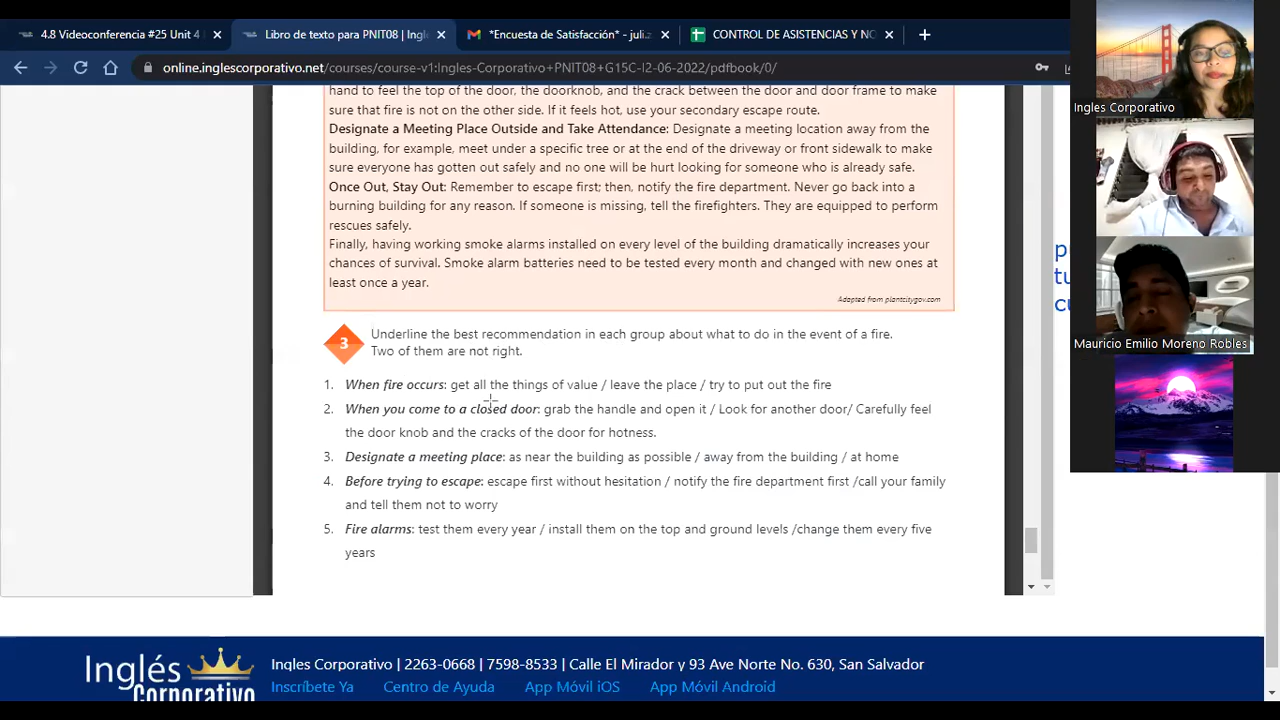 4.8 Videoconferencia #25 Unit 4
Libro de texto para PNIT08 | Ingl
*Encuesta de Satisfacción* - juli.z
CONTROL DE ASISTENCIAS Y NO
online.inglescorporativo.net/courses/course-v1:Ingles-Corporativo+PNIT08+G15C-I2-06-2022/pdfbook/0/
hand to feel the top of the door, the doorknob, and the crack between the door and door frame to make
sure that fire is not on the other side. If it feels hot, use your secondary escape route.
Designate a Meeting Place Outside and Take Attendance: Designate a meeting location away from the
building, for example, meet under a specific tree or at the end of the driveway or front sidewalk to make
sure everyone has gotten out safely and no one will be hurt looking for someone who is already safe.
Once Out, Stay Out: Remember to escape first; then, notify the fire department. Never go back into a
burning building for any reason. If someone is missing, tell the firefighters. They are equipped to perform
rescues safely.
Finally, having working smoke alarms installed on every level of the building dramatically increases your
chances of survival. Smoke alarm batteries need to be tested every month and changed with new ones at
least once a year.
Adapted from plantcitygov.com
3
Underline the best recommendation in each group about what to do in the event of a fire.
Two of them are not right.
1. When fire occurs: get all the things of value / leave the place / try to put out the fire
2. When you come to a closed door: grab the handle and open it / Look for another door/ Carefully feel
the door knob and the cracks of the door for hotness.
3. Designate a meeting place: as near the building as possible / away from the building / at home
4. Before trying to escape: escape first without hesitation / notify the fire department first /call your family
and tell them not to worry
5. Fire alarms: test them every year / install them on the top and ground levels /change them every five
years
Ingles Corporativo
Mauricio Emilio Moreno Robles
Inglés
Corporativo
Ingles Corporativo | 2263-0668 | 7598-8533 | Calle El Mirador y 93 Ave Norte No. 630, San Salvador
Inscríbete Ya Centro de Ayuda App Móvil iOS App Móvil Android